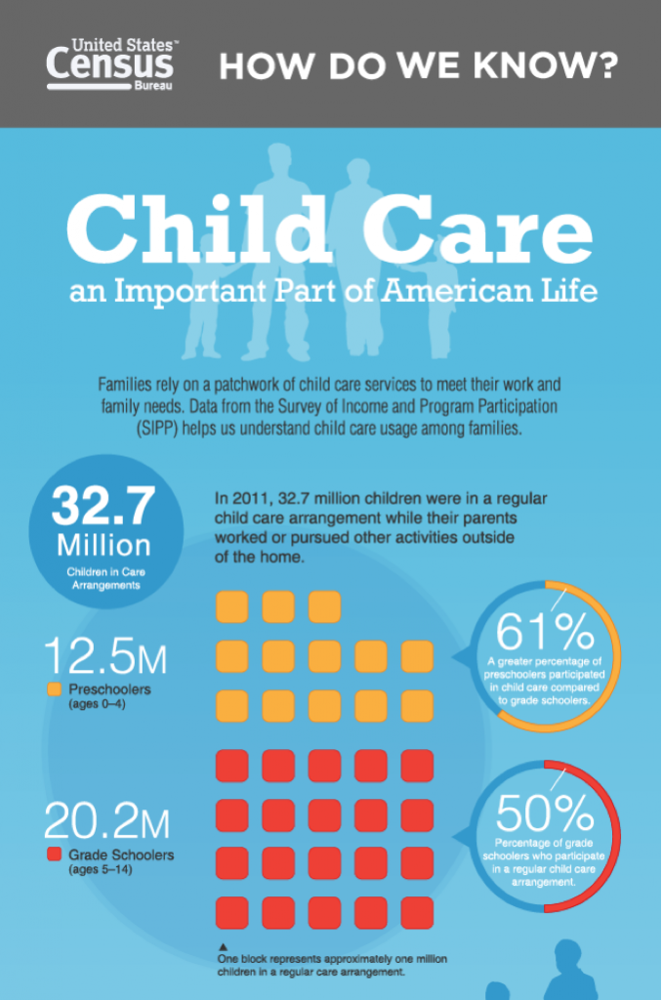 United States™
Census
Bureau
HOW DO WE KNOW?
Child Care
an Important Part of American Life
Families rely on a patchwork of child care services to meet their work and
family needs. Data from the Survey of Income and Program Participation
(SIPP) helps us understand child care usage among families.
32.7
Million
Children in Care
Arrangements
In 2011, 32.7 million children were in a regular
child care arrangement while their parents
worked or pursued other activities outside
of the home.
12.5M
Preschoolers
(ages 0–4)
61%
A greater percentage of
preschoolers participated
in child care compared
to grade schoolers.
20.2M
Grade Schoolers
(ages 5–14)
50%
Percentage of grade
schoolers who participate
in a regular child care
arrangement.
One block represents approximately one million
children in a regular care arrangement.